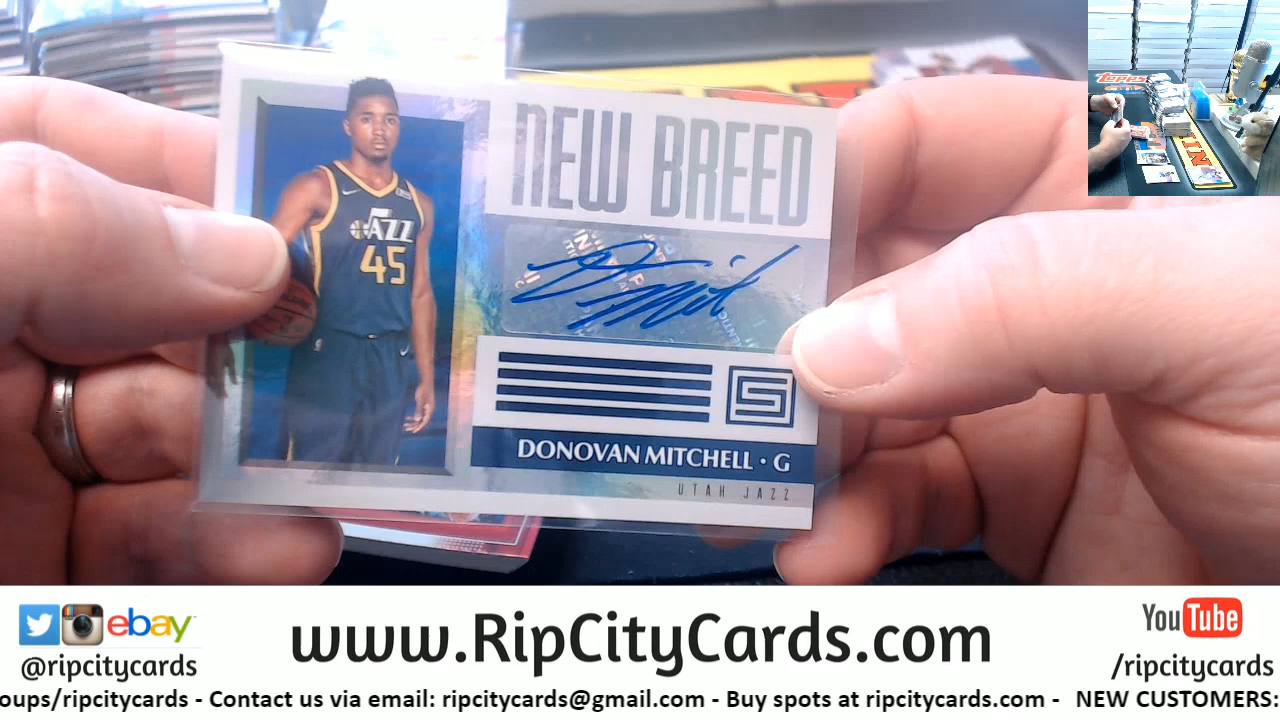 NEW BREED
JAZZ
45
DONOVAN MITCHELL · G
UTAH JAZZ
topps
ebay
@ripcitycards
www.RipCityCards.com
YouTube
/ripcitycards
oups/ripcitycards - Contact us via email: ripcitycards@gmail.com - Buy spots at ripcitycards.com - NEW CUSTOMERS: